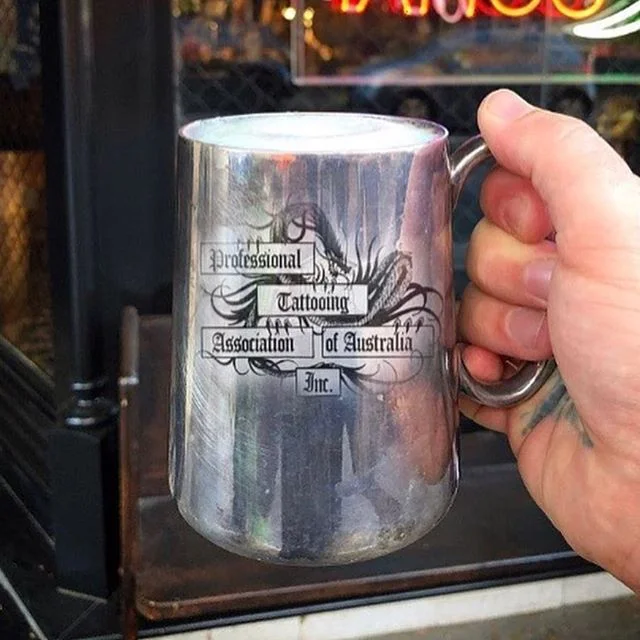 Professional
Tattooing
Association of Australia
Inc.